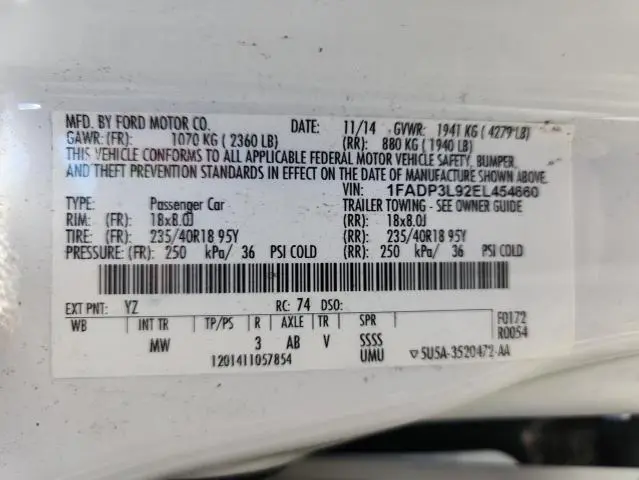 MFD. BY FORD MOTOR CO. DATE: 11/14 GVWR: 1941 KG ( 4279 LB)
GAWR: (FR): 1070 KG ( 2360 LB) (RR): 880 KG ( 1940 LB)
THIS VEHICLE CONFORMS TO ALL APPLICABLE FEDERAL MOTOR VEHICLE SAFETY, BUMPER,
AND THEFT PREVENTION STANDARDS IN EFFECT ON THE DATE OF MANUFACTURE SHOWN ABOVE.
VIN: 1FADP3L92EL454660
TYPE: Passenger Car TRAILER TOWING - SEE OWNER GUIDE
RIM: (FR): 18x8.0J (RR): 18x8.0J
TIRE: (FR): 235/40R18 95Y (RR): 235/40R18 95Y
PRESSURE: (FR): 250 kPa/ 36 PSI COLD (RR): 250 kPa/ 36 PSI COLD
EXT PNT: YZ RC: 74 DSO: F0172
WB INT TR TP/PS R AXLE TR SPR R0054
MW 3 AB V SSSS
1201411057854 UMU ▽5U5A-3520472-AA